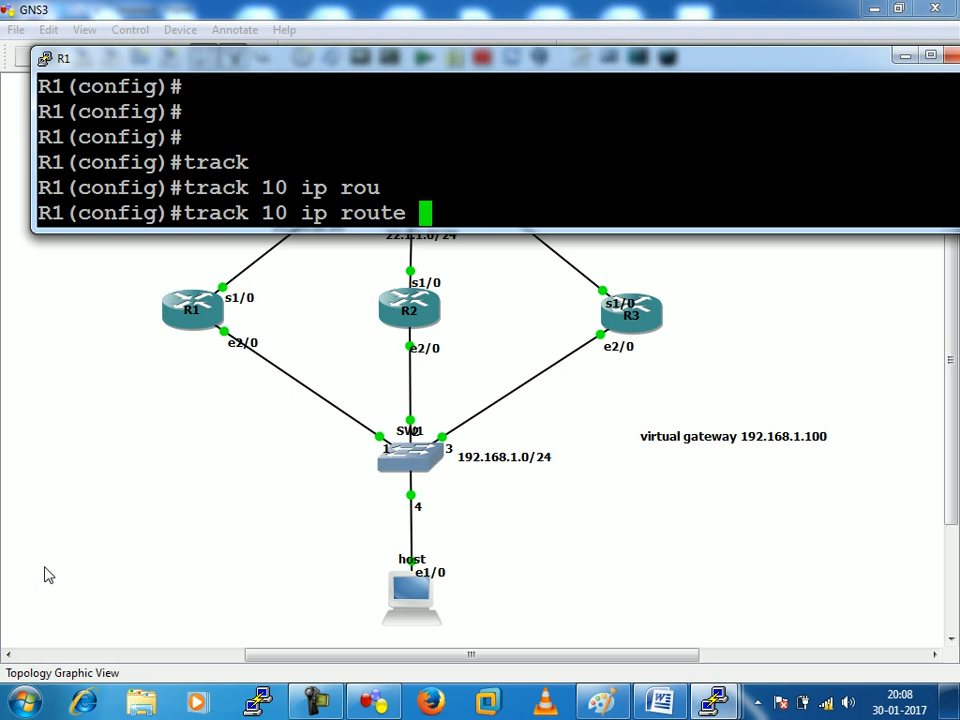 GNS3
File Edit View Control Device Annotate Help
R1
R1(config)#
R1(config)#
R1(config)#
R1(config)#track
R1(config)#track 10 ip rou
R1(config)#track 10 ip route
s1/0
R1
e2/0
s1/0
R2
e2/0
s1/0
R3
e2/0
SW1
1
2
3
192.168.1.0/24
virtual gateway 192.168.1.100
4
host
e1/0
Topology Graphic View
20:08
30-01-2017